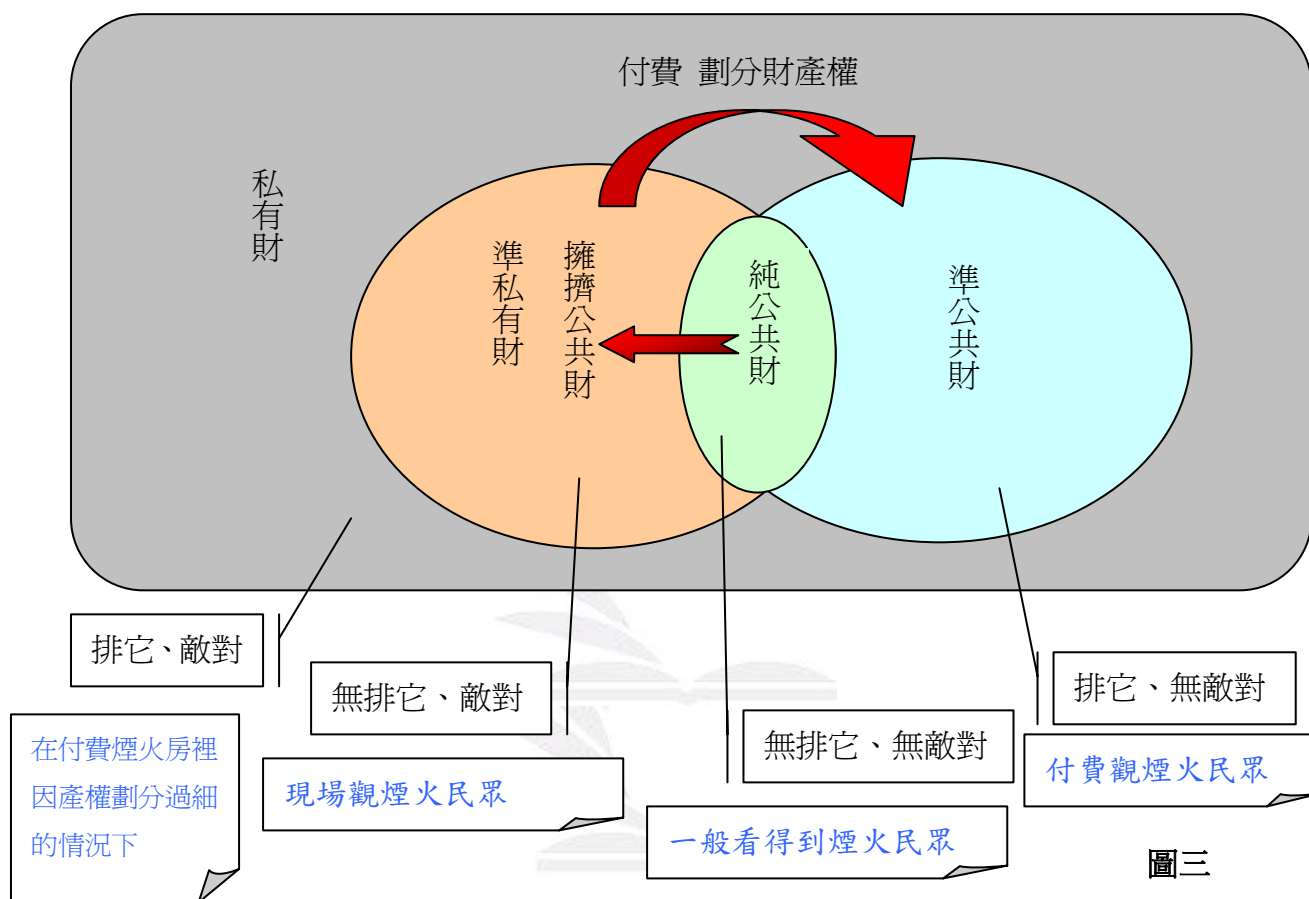 付費 劃分財產權
私有財
準私有財
擁擠公共財
純公共財
準公共財
排它、敵對
無排它、敵對
無排它、無敵對
排它、無敵對
在付費煙火房裡
因產權劃分過細
的情況下
現場觀煙火民眾
一般看得到煙火民眾
付費觀煙火民眾
圖三